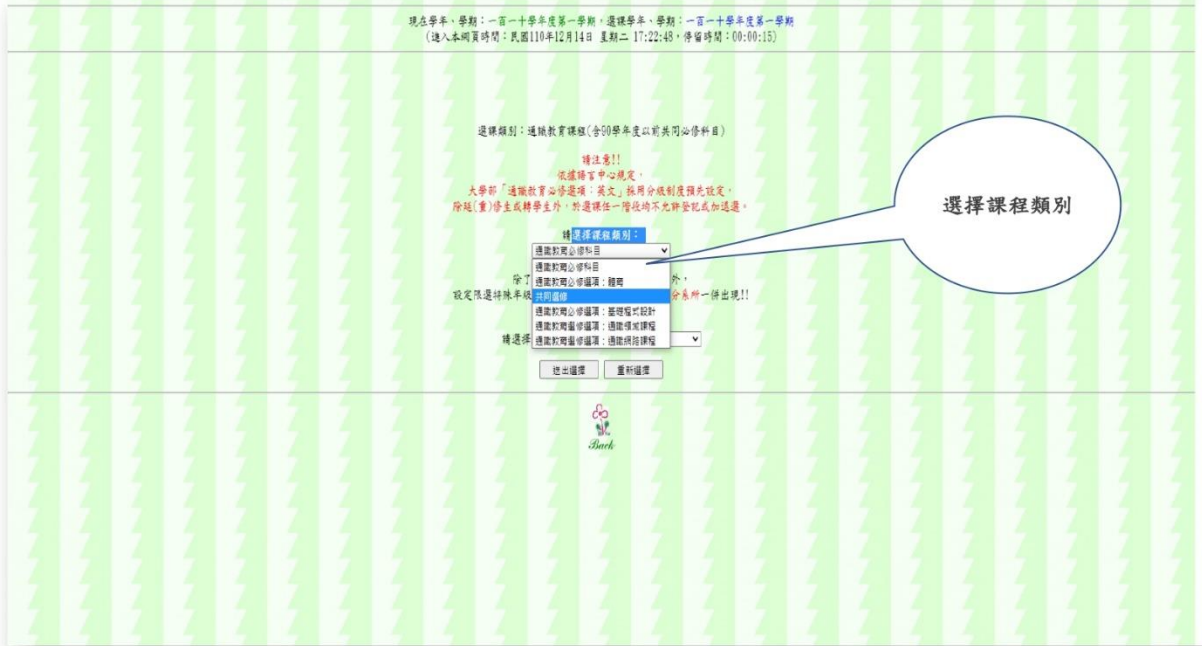 現在學年、學期：一百一十學年度第一學期，選課學年、學期：一百一十學年度第一學期
(進入本網頁時間：民國110年12月14日 星期二 17:22:48，停留時間：00:00:15)
選課類別：通識教育課程(含90學年度以前共同必修科目)
請注意!!
依據語言中心規定，
大學部「通識教育必修選項：英文」採用分級制度預先設定，
除延(重)修生或轉學生外，於選課任一階段均不允許登記或加退選。
請選擇課程類別：
選擇課程類別
通識教育必修科目
通識教育必修科目
除了
通識教育必修選項：體育
外，
設定限選特殊年級
共同選修
分系所一併出現!!
通識教育必修選項：基礎程式設計
通識教育選修選項：通識領域課程
請選擇
通識教育選修選項：通識網路課程
送出選擇 重新選擇
Back